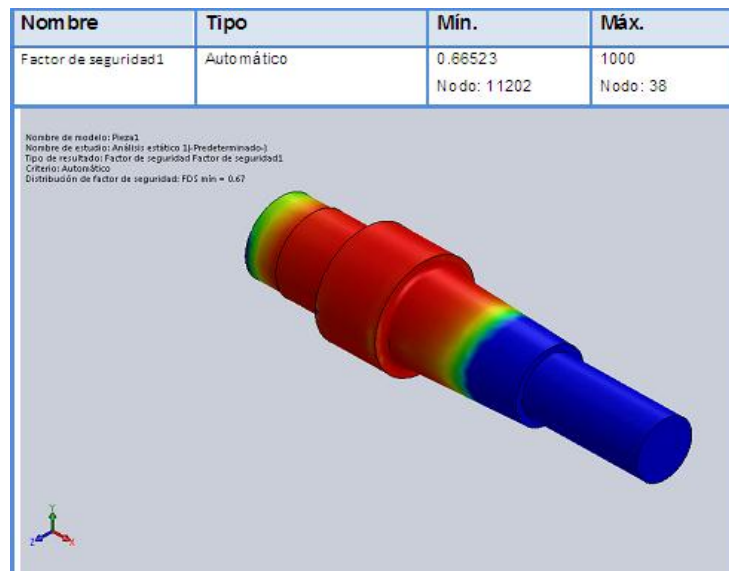 Nombre Tipo Mín. Máx.
Factor de seguridad1 Automático 0.66523 1000
Nodo: 11202 Nodo: 38
Nombre de modelo: Pieza1
Nombre de estudio: Análisis estático 1(-Predeterminado-)
Tipo de resultado: Factor de seguridad Factor de seguridad1
Criterio: Automático
Distribución de factor de seguridad: FDS mín = 0.67
Y
Z X